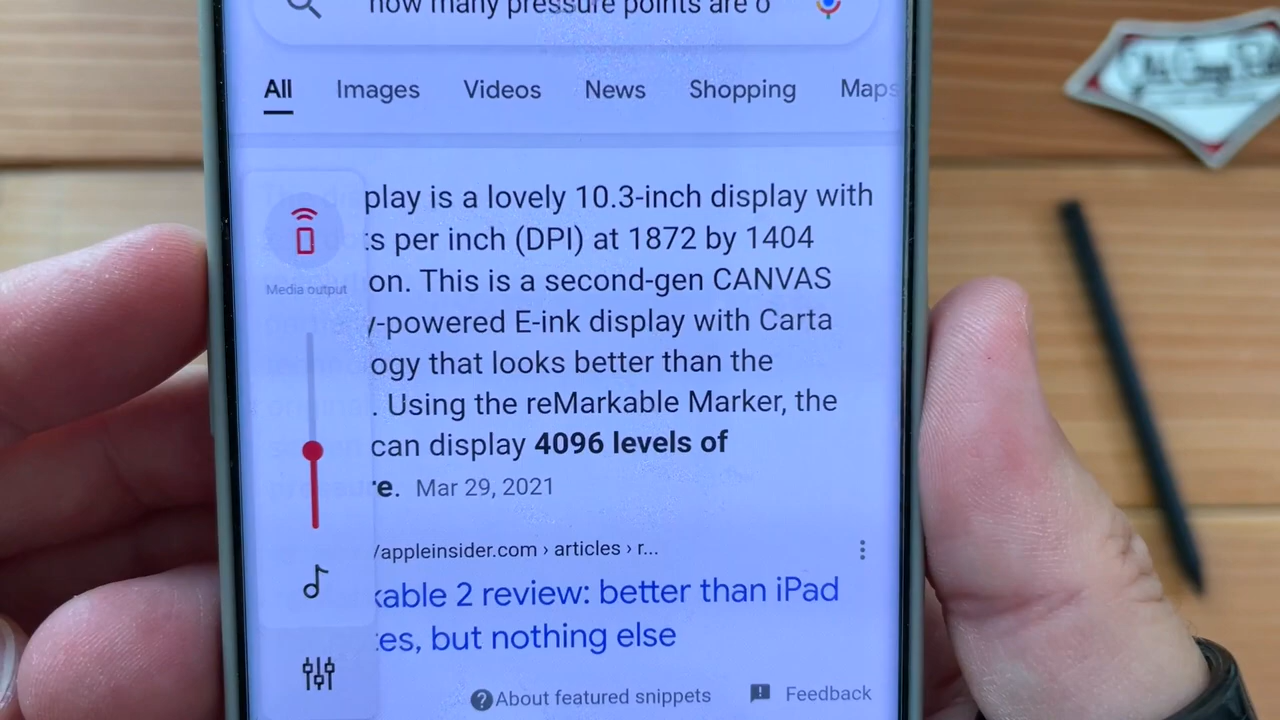 how many pressure points are o
All Images Videos News Shopping Maps
play is a lovely 10.3-inch display with
ts per inch (DPI) at 1872 by 1404
on. This is a second-gen CANVAS
y-powered E-ink display with Carta
ogy that looks better than the
. Using the reMarkable Marker, the
can display 4096 levels of
re. Mar 29, 2021
Media output
/appleinsider.com › articles › r...
kable 2 review: better than iPad
tes, but nothing else
About featured snippets Feedback